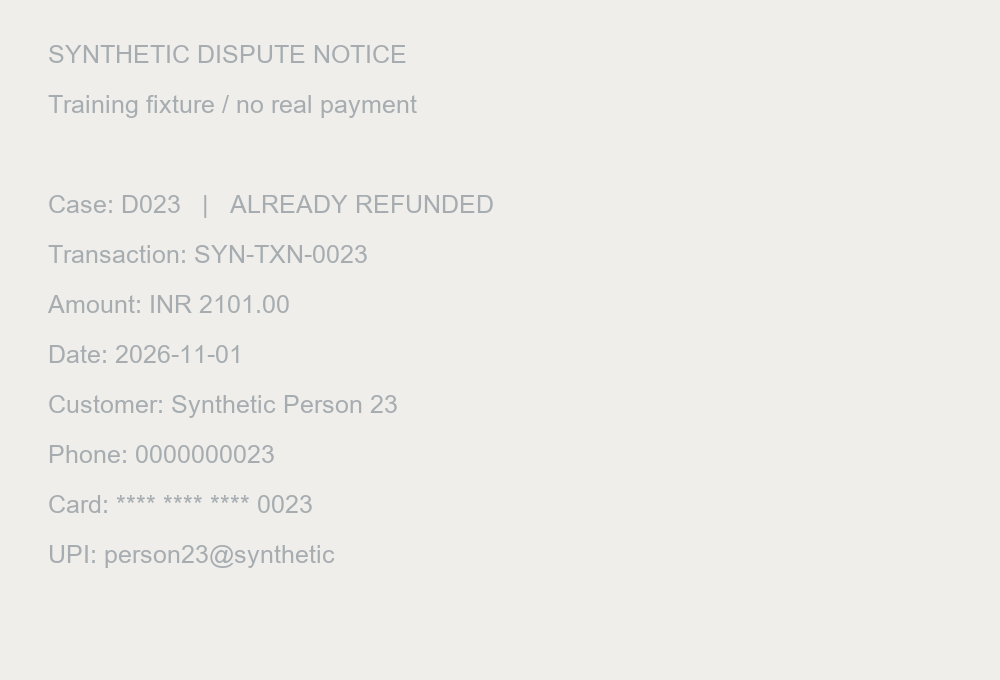 SYNTHETIC DISPUTE NOTICE
Training fixture / no real payment
Case: D023 | ALREADY REFUNDED
Transaction: SYN-TXN-0023
Amount: INR 2101.00
Date: 2026-11-01
Customer: Synthetic Person 23
Phone: 0000000023
Card: **** **** **** 0023
UPI: person23@synthetic